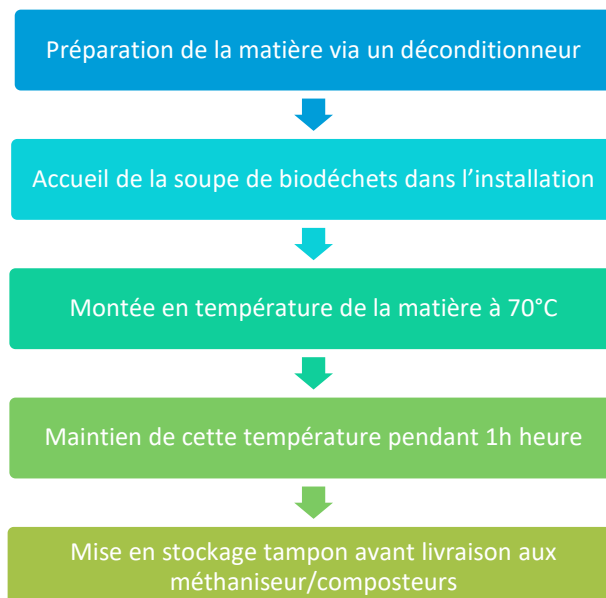 Préparation de la matière via un déconditionneur
Accueil de la soupe de biodéchets dans l’installation
Montée en température de la matière à 70°C
Maintien de cette température pendant 1h heure
Mise en stockage tampon avant livraison aux
méthaniseur/composteurs